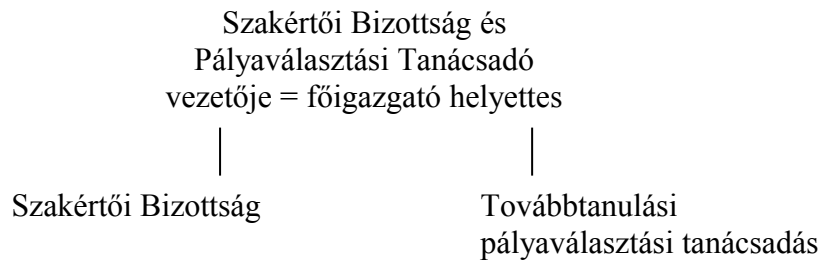 Szakértői Bizottság és
Pályaválasztási Tanácsadó
vezetője = főigazgató helyettes
Szakértői Bizottság
Továbbtanulási
pályaválasztási tanácsadás